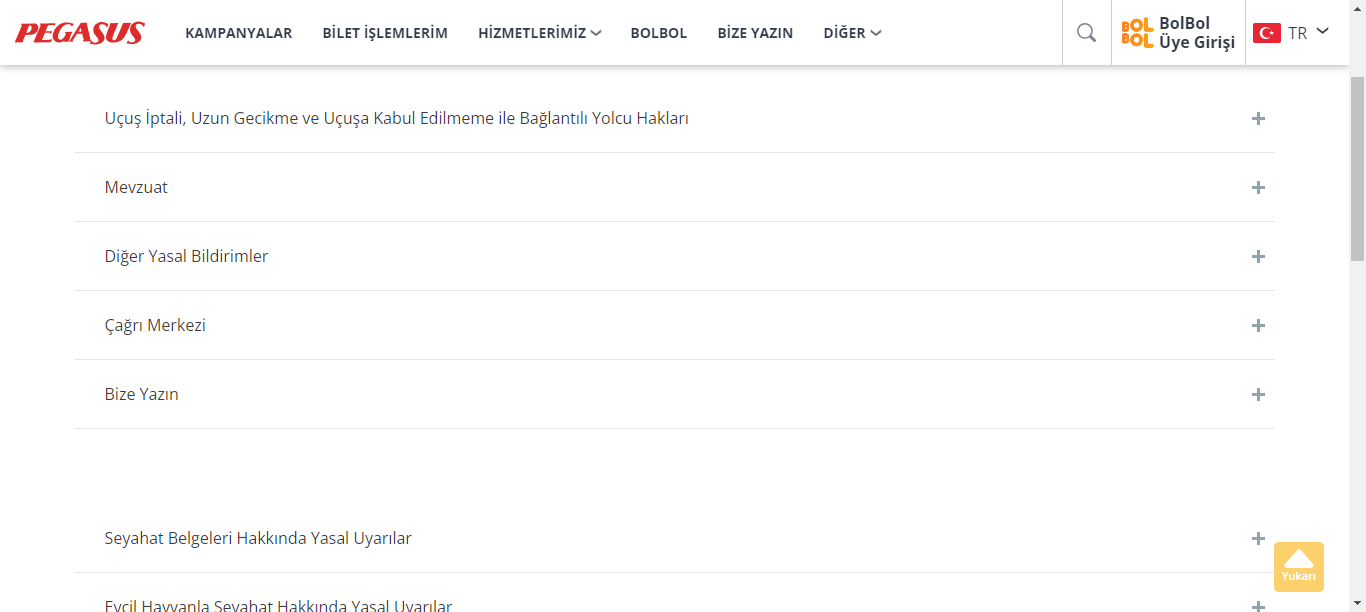 PEGASUS
KAMPANYALAR
BİLET İŞLEMLERİM
HİZMETLERİMİZ
BOLBOL
BİZE YAZIN
DİĞER
BOL
BOL
BolBol
Üye Girişi
TR
Uçuş İptali, Uzun Gecikme ve Uçuşa Kabul Edilmeme ile Bağlantılı Yolcu Hakları
Mevzuat
Diğer Yasal Bildirimler
Çağrı Merkezi
Bize Yazın
Seyahat Belgeleri Hakkında Yasal Uyarılar
Yukarı
Evcil Hayvanla Seyahat Hakkında Yasal Uyarılar